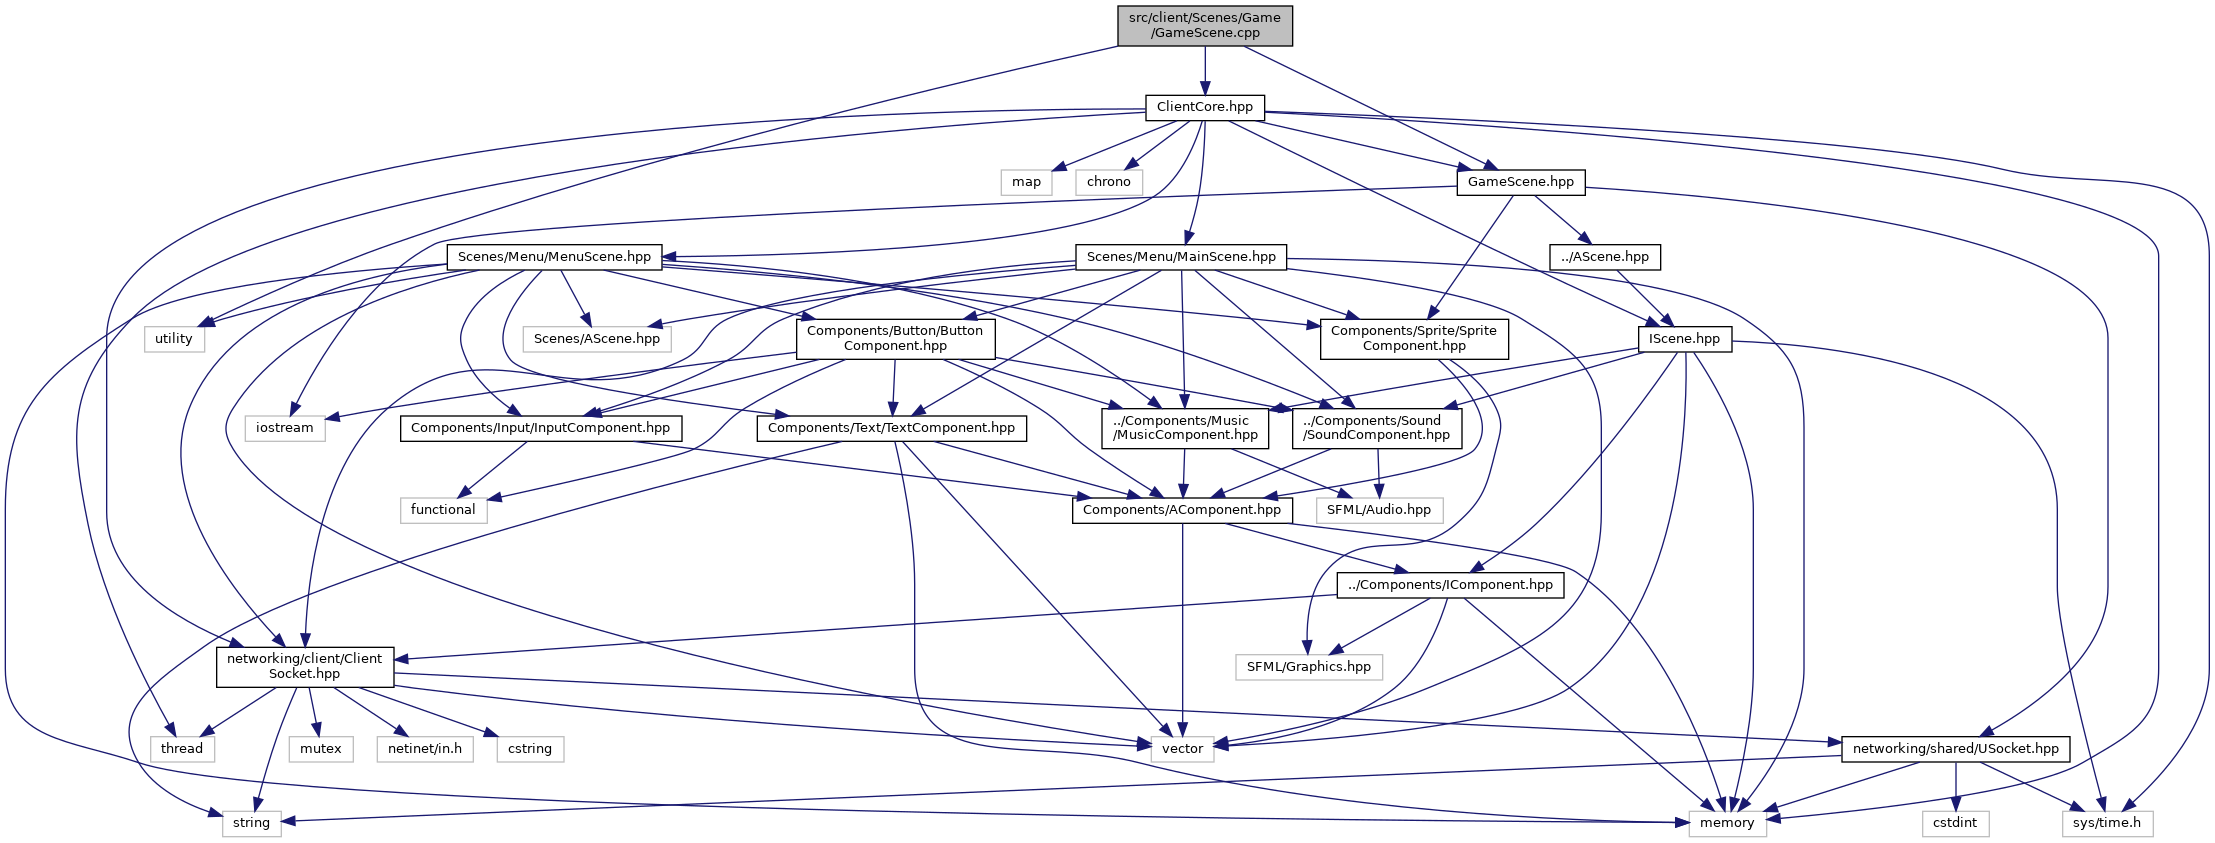 src/client/Scenes/Game
/GameScene.cpp
ClientCore.hpp
map
chrono
GameScene.hpp
Scenes/Menu/MenuScene.hpp
Scenes/Menu/MainScene.hpp
../AScene.hpp
utility
Scenes/AScene.hpp
Components/Button/Button
Component.hpp
Components/Sprite/Sprite
Component.hpp
IScene.hpp
iostream
Components/Input/InputComponent.hpp
Components/Text/TextComponent.hpp
../Components/Music
/MusicComponent.hpp
../Components/Sound
/SoundComponent.hpp
functional
Components/AComponent.hpp
SFML/Audio.hpp
../Components/IComponent.hpp
networking/client/Client
Socket.hpp
SFML/Graphics.hpp
thread
mutex
netinet/in.h
cstring
vector
networking/shared/USocket.hpp
string
memory
cstdint
sys/time.h